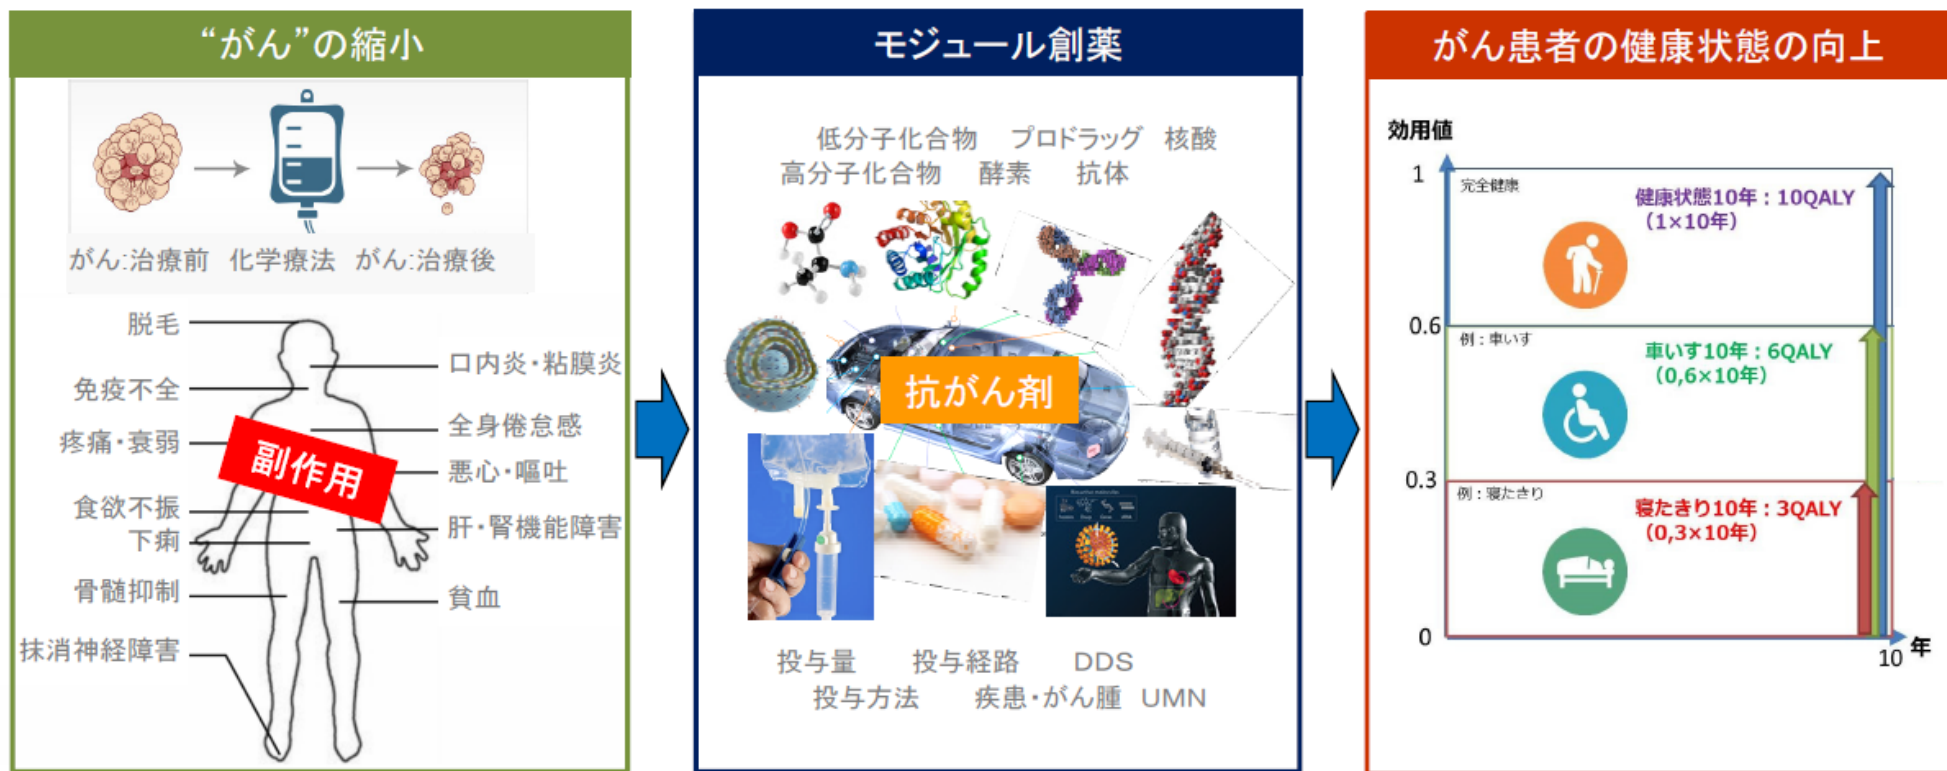 “がん”の縮小
がん:治療前 化学療法 がん:治療後
脱毛
口内炎・粘膜炎
免疫不全
全身倦怠感
疼痛・衰弱
副作用
悪心・嘔吐
食欲不振
肝・腎機能障害
下痢
骨髄抑制
貧血
抹消神経障害
モジュール創薬
低分子化合物 プロドラッグ 核酸
高分子化合物 酵素 抗体
抗がん剤
投与量 投与経路 DDS
投与方法 疾患・がん腫 UMN
がん患者の健康状態の向上
効用値
1
完全健康
健康状態10年：10QALY
（1×10年）
0.6
例：車いす
車いす10年：6QALY
（0,6×10年）
0.3
例：寝たきり
寝たきり10年：3QALY
（0,3×10年）
0
10 年